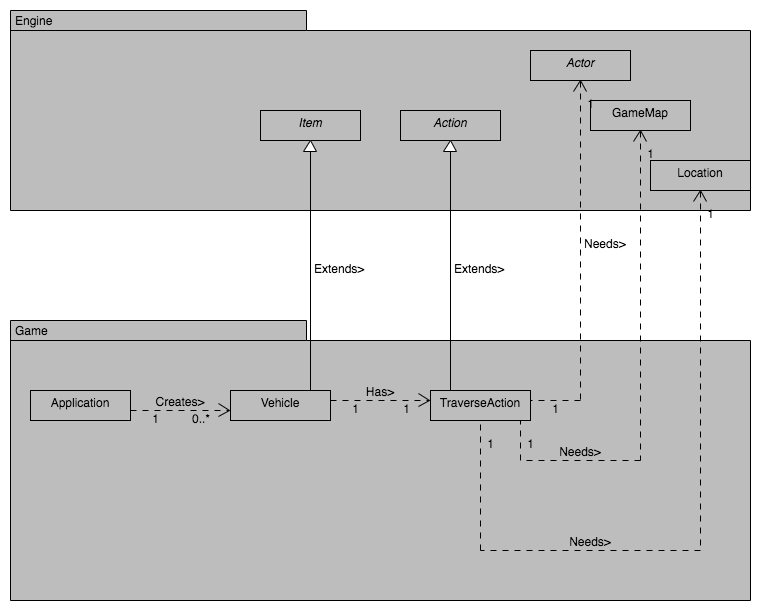 Engine
Actor
1
GameMap
Item
Action
1
Location
1
Needs>
Extends>
Extends>
Game
Application
Creates>
1
0..*
Vehicle
Has>
1
1
TraverseAction
1
1
1
Needs>
Needs>